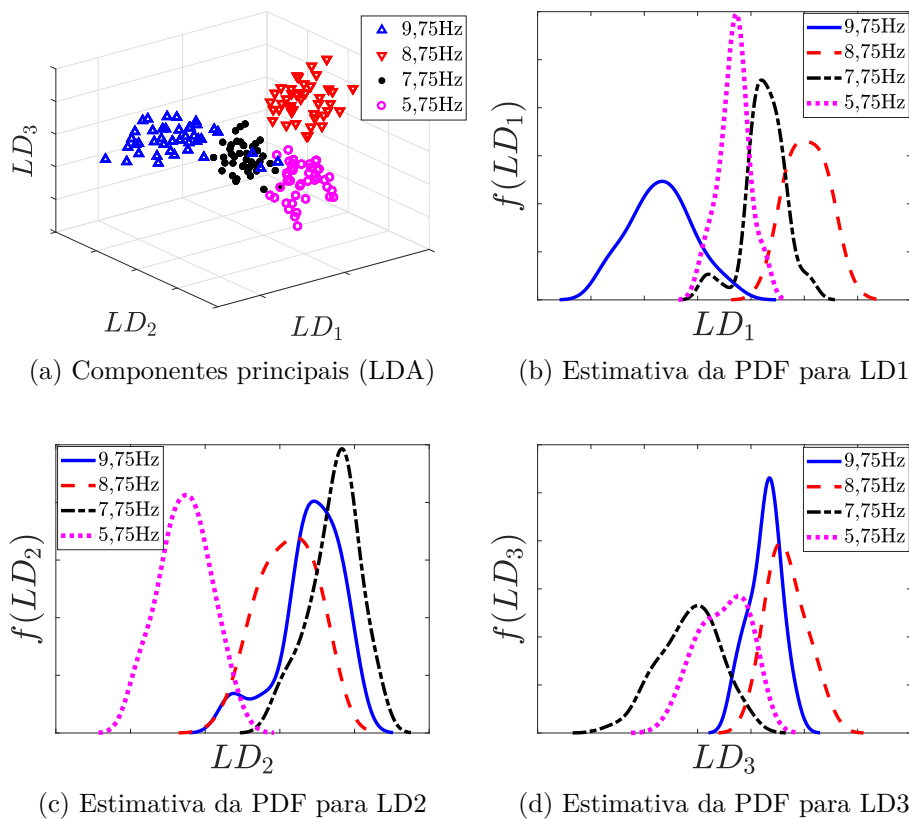 9,75Hz
8,75Hz
7,75Hz
5,75Hz
LD3
LD2
LD1
(a) Componentes principais (LDA)
9,75Hz
8,75Hz
7,75Hz
5,75Hz
f(LD1)
LD1
(b) Estimativa da PDF para LD1
9,75Hz
8,75Hz
7,75Hz
5,75Hz
f(LD2)
LD2
(c) Estimativa da PDF para LD2
9,75Hz
8,75Hz
7,75Hz
5,75Hz
f(LD3)
LD3
(d) Estimativa da PDF para LD3